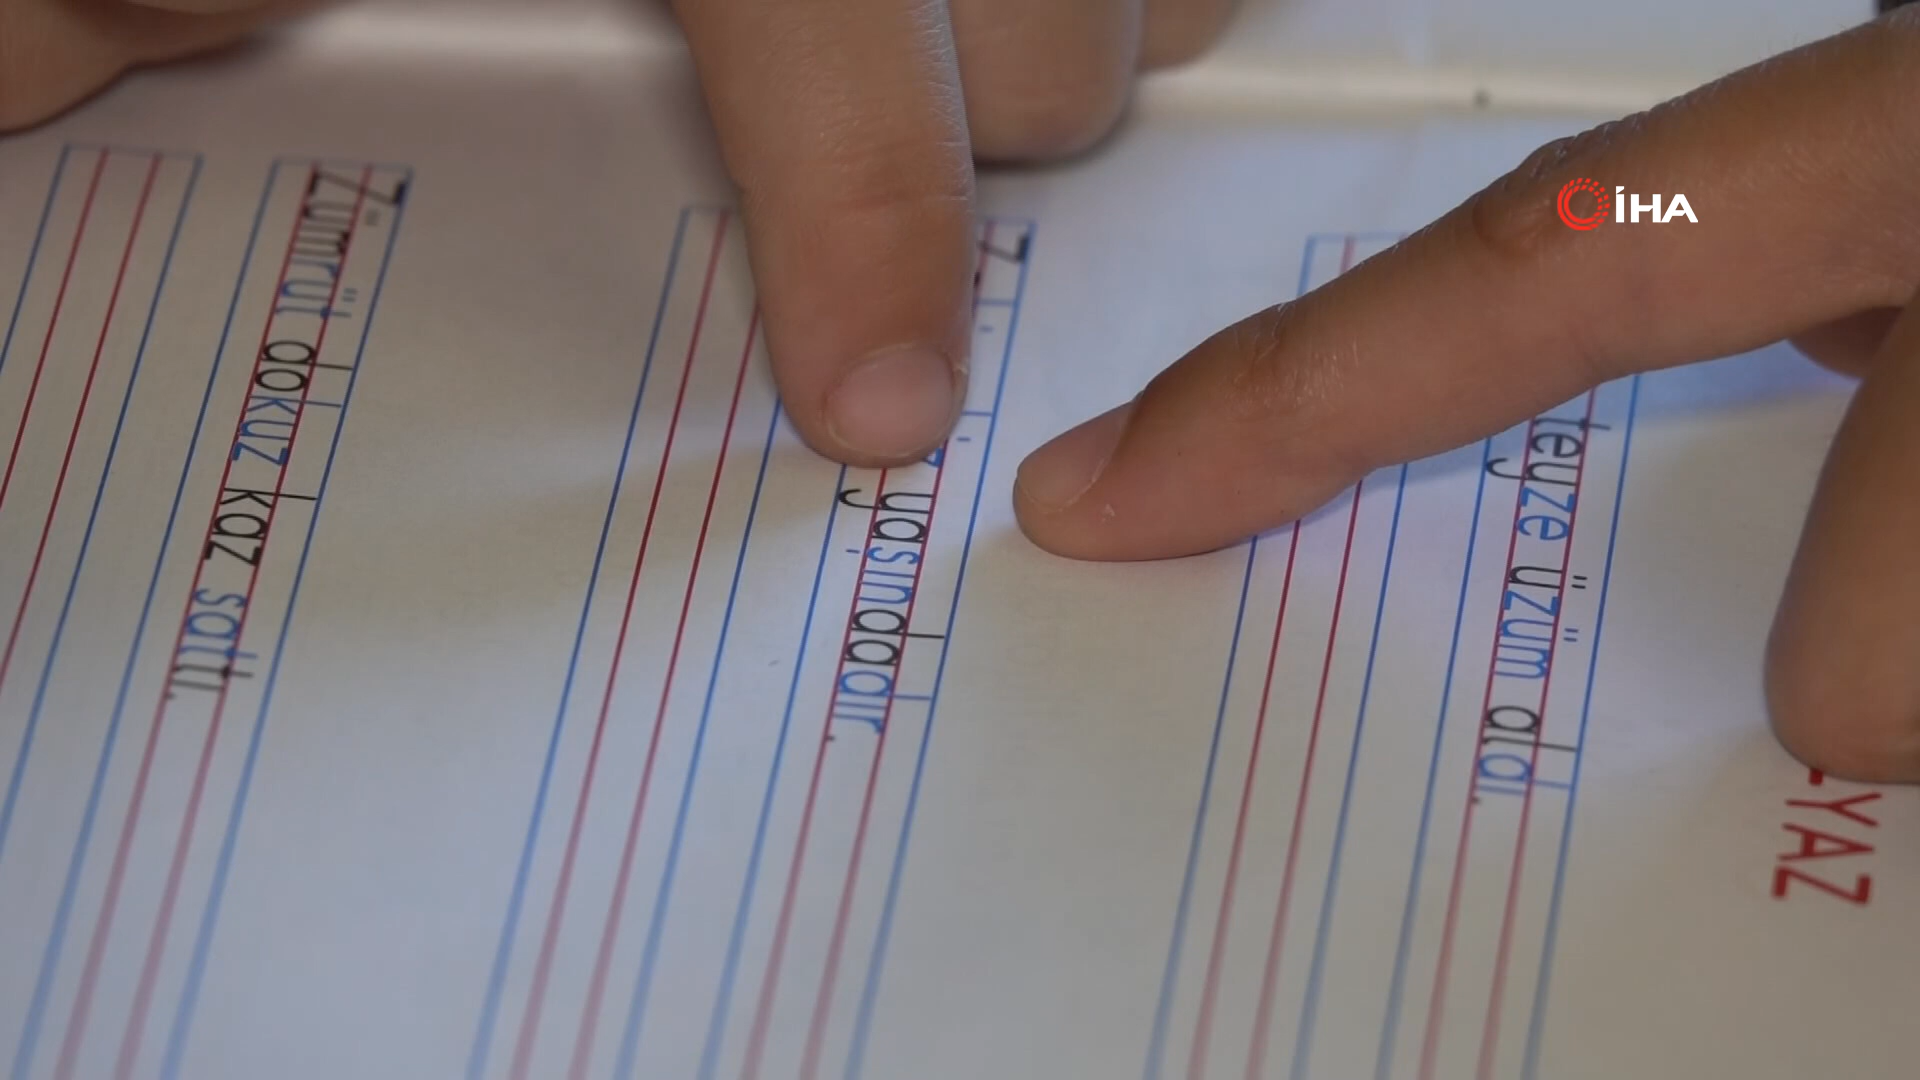 İHA
YAZ
teyze üzüm aldı.
yaşındadır.
Zümrüt dokuz kaz sattı.